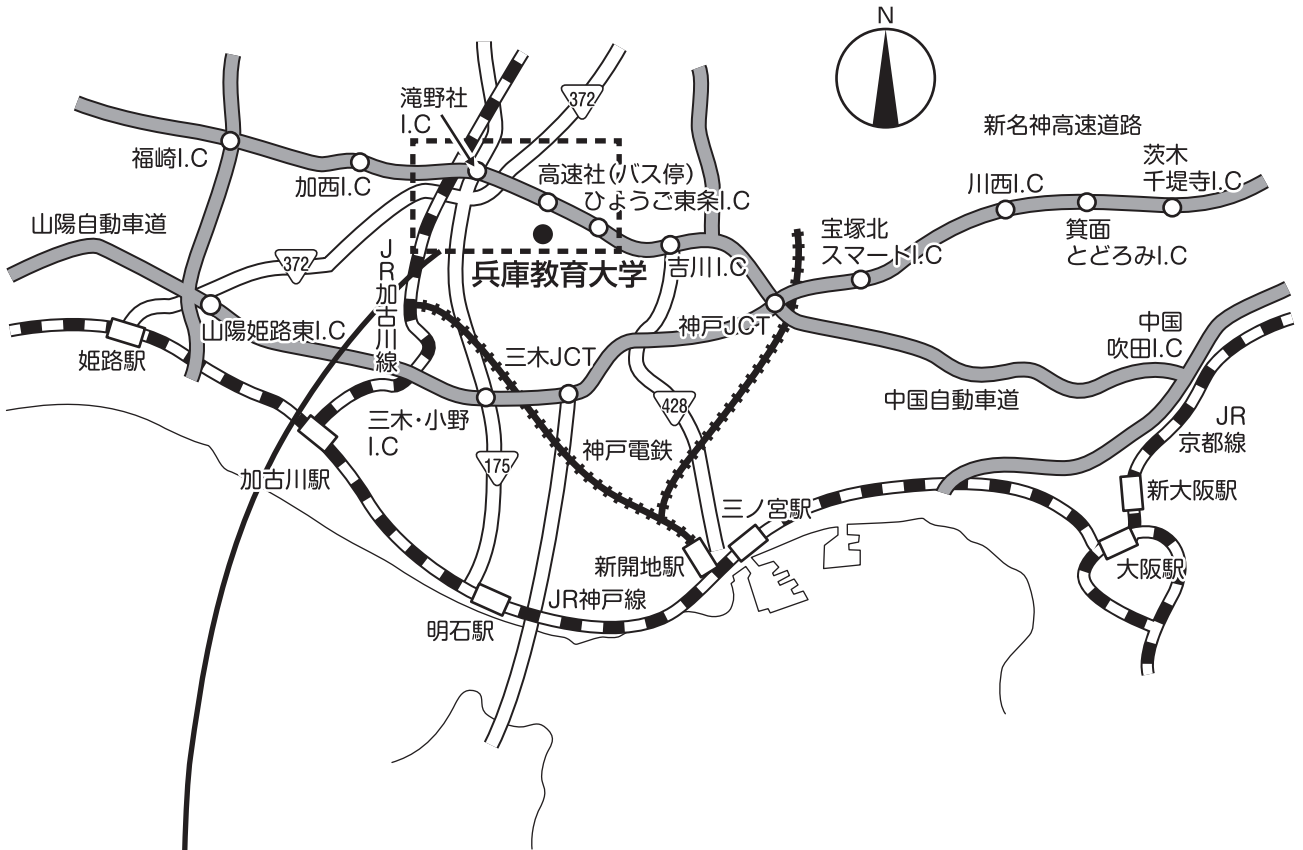 N
372
滝野社
I.C
新名神高速道路
福崎I.C
加西I.C
高速社(バス停)
ひょうご東条I.C
茨木
千堤寺I.C
川西I.C
箕面
とどろみI.C
宝塚北
スマートI.C
山陽自動車道
372
JR加古川線
兵庫教育大学
吉川I.C
山陽姫路東I.C
神戸JCT
姫路駅
三木JCT
中国
吹田I.C
中国自動車道
三木・小野
I.C
428
JR
京都線
神戸電鉄
175
加古川駅
新大阪駅
三ノ宮駅
新開地駅
大阪駅
JR神戸線
明石駅